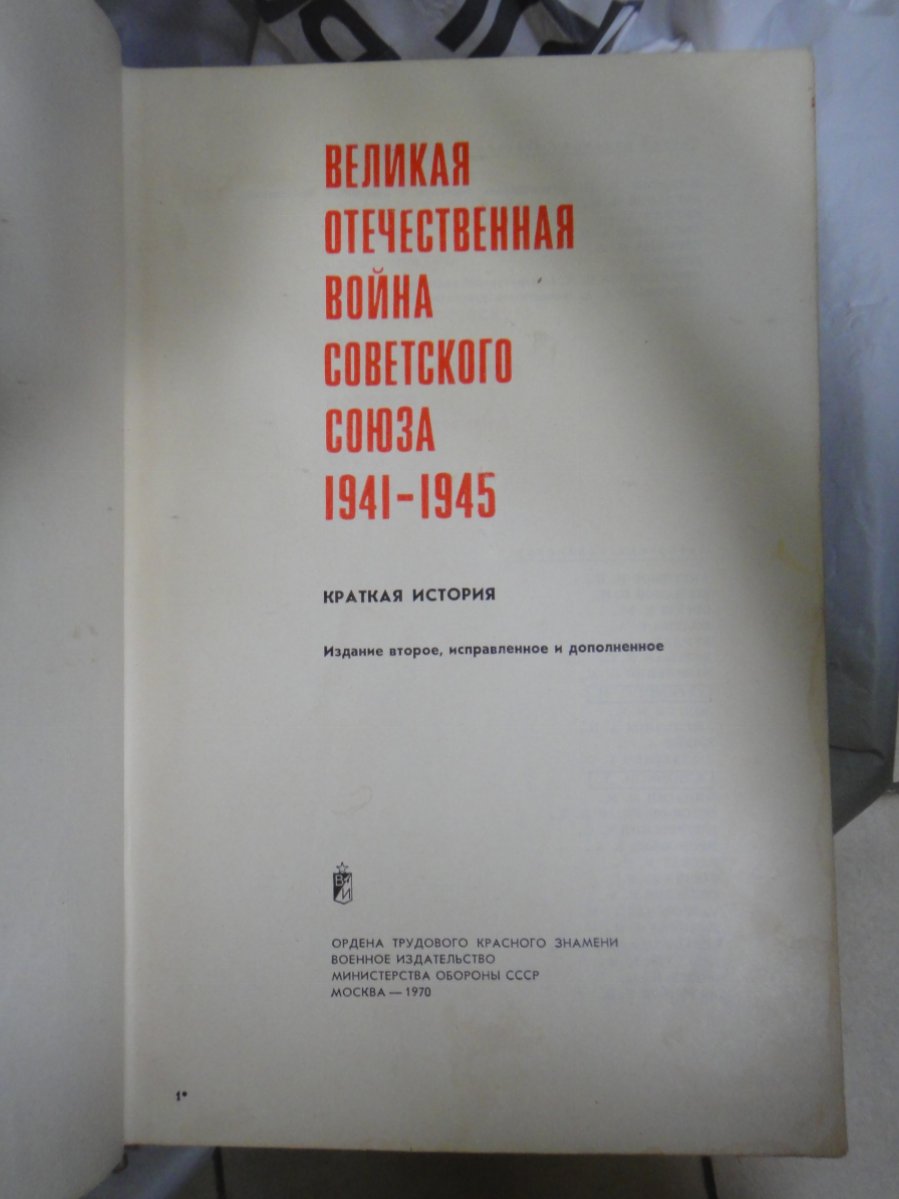 ВЕЛИКАЯ
ОТЕЧЕСТВЕННАЯ
ВОЙНА
СОВЕТСКОГО
СОЮЗА
1941–1945
КРАТКАЯ ИСТОРИЯ
Издание второе, исправленное и дополненное
ВИ
ОРДЕНА ТРУДОВОГО КРАСНОГО ЗНАМЕНИ
ВОЕННОЕ ИЗДАТЕЛЬСТВО
МИНИСТЕРСТВА ОБОРОНЫ СССР
МОСКВА — 1970
1*